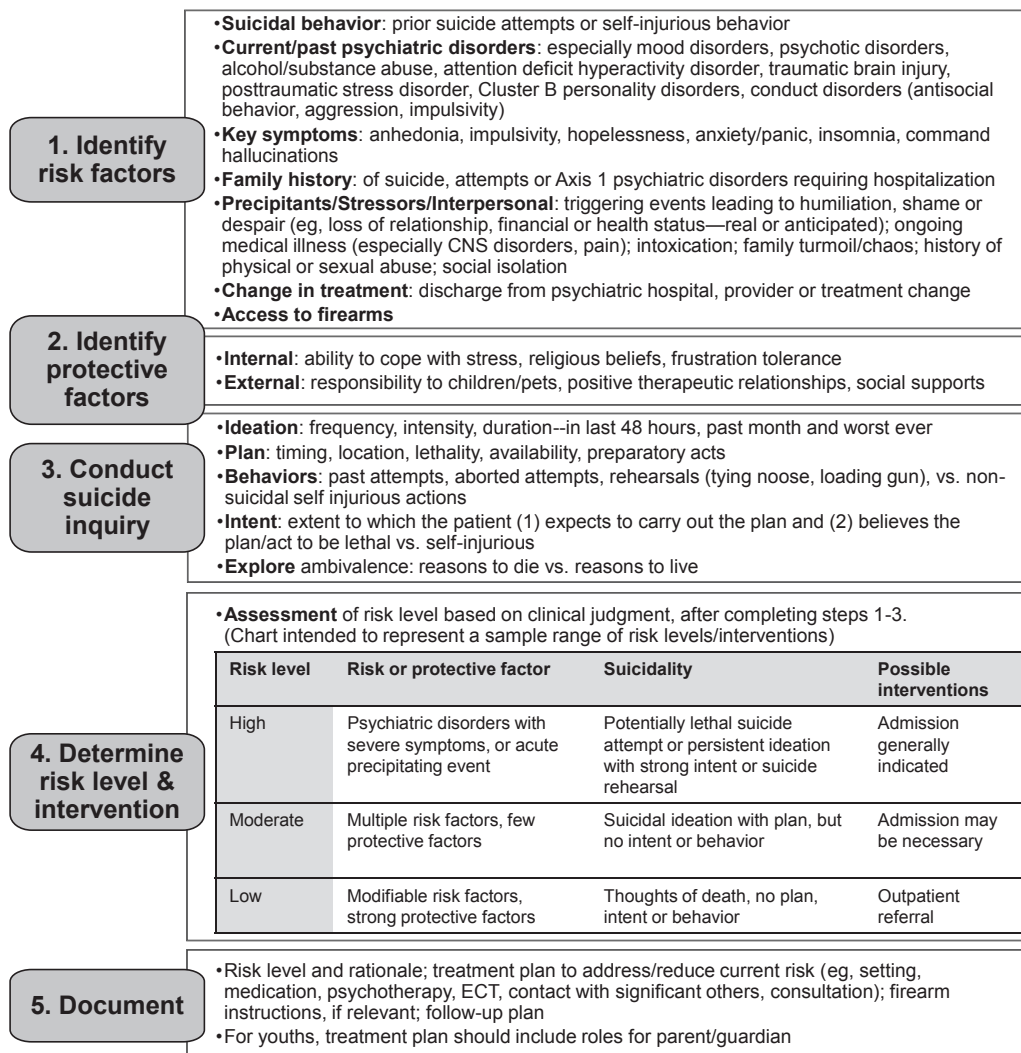 1. Identify
risk factors
•Suicidal behavior: prior suicide attempts or self-injurious behavior
•Current/past psychiatric disorders: especially mood disorders, psychotic disorders,
alcohol/substance abuse, attention deficit hyperactivity disorder, traumatic brain injury,
posttraumatic stress disorder, Cluster B personality disorders, conduct disorders (antisocial
behavior, aggression, impulsivity)
•Key symptoms: anhedonia, impulsivity, hopelessness, anxiety/panic, insomnia, command
hallucinations
•Family history: of suicide, attempts or Axis 1 psychiatric disorders requiring hospitalization
•Precipitants/Stressors/Interpersonal: triggering events leading to humiliation, shame or
despair (eg, loss of relationship, financial or health status—real or anticipated); ongoing
medical illness (especially CNS disorders, pain); intoxication; family turmoil/chaos; history of
physical or sexual abuse; social isolation
•Change in treatment: discharge from psychiatric hospital, provider or treatment change
•Access to firearms
2. Identify
protective
factors
•Internal: ability to cope with stress, religious beliefs, frustration tolerance
•External: responsibility to children/pets, positive therapeutic relationships, social supports
3. Conduct
suicide
inquiry
•Ideation: frequency, intensity, duration--in last 48 hours, past month and worst ever
•Plan: timing, location, lethality, availability, preparatory acts
•Behaviors: past attempts, aborted attempts, rehearsals (tying noose, loading gun), vs. non-
suicidal self injurious actions
•Intent: extent to which the patient (1) expects to carry out the plan and (2) believes the
plan/act to be lethal vs. self-injurious
•Explore ambivalence: reasons to die vs. reasons to live
4. Determine
risk level &
intervention
•Assessment of risk level based on clinical judgment, after completing steps 1-3.
(Chart intended to represent a sample range of risk levels/interventions)
Risk level Risk or protective factor Suicidality Possible
interventions
High Psychiatric disorders with Potentially lethal suicide Admission
severe symptoms, or acute attempt or persistent ideation generally
precipitating event with strong intent or suicide indicated
rehearsal
Moderate Multiple risk factors, few Suicidal ideation with plan, but Admission may
protective factors no intent or behavior be necessary
Low Modifiable risk factors, Thoughts of death, no plan, Outpatient
strong protective factors intent or behavior referral
5. Document
•Risk level and rationale; treatment plan to address/reduce current risk (eg, setting,
medication, psychotherapy, ECT, contact with significant others, consultation); firearm
instructions, if relevant; follow-up plan
•For youths, treatment plan should include roles for parent/guardian